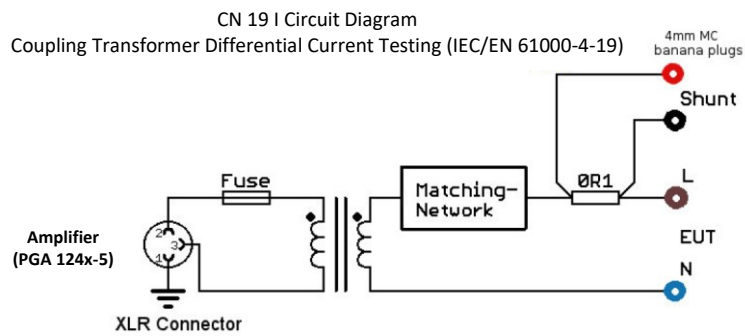 CN 19 I Circuit Diagram
Coupling Transformer Differential Current Testing (IEC/EN 61000-4-19)
4mm MC
banana plugs
Shunt
Fuse
Matching-
Network
0R1
L
EUT
N
Amplifier
(PGA 124x-5)
2
3
1
XLR Connector